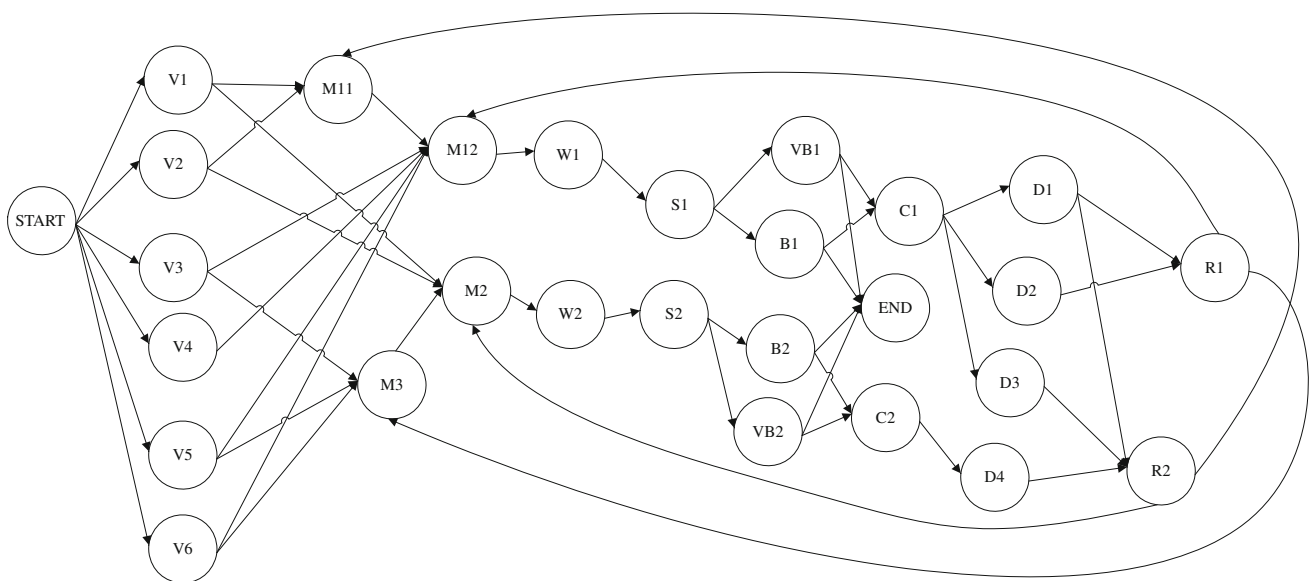 START
V1
V2
V3
V4
V5
V6
M11
M12
M2
M3
W1
W2
S1
S2
VB1
B1
B2
VB2
C1
END
C2
D1
D2
D3
D4
R1
R2